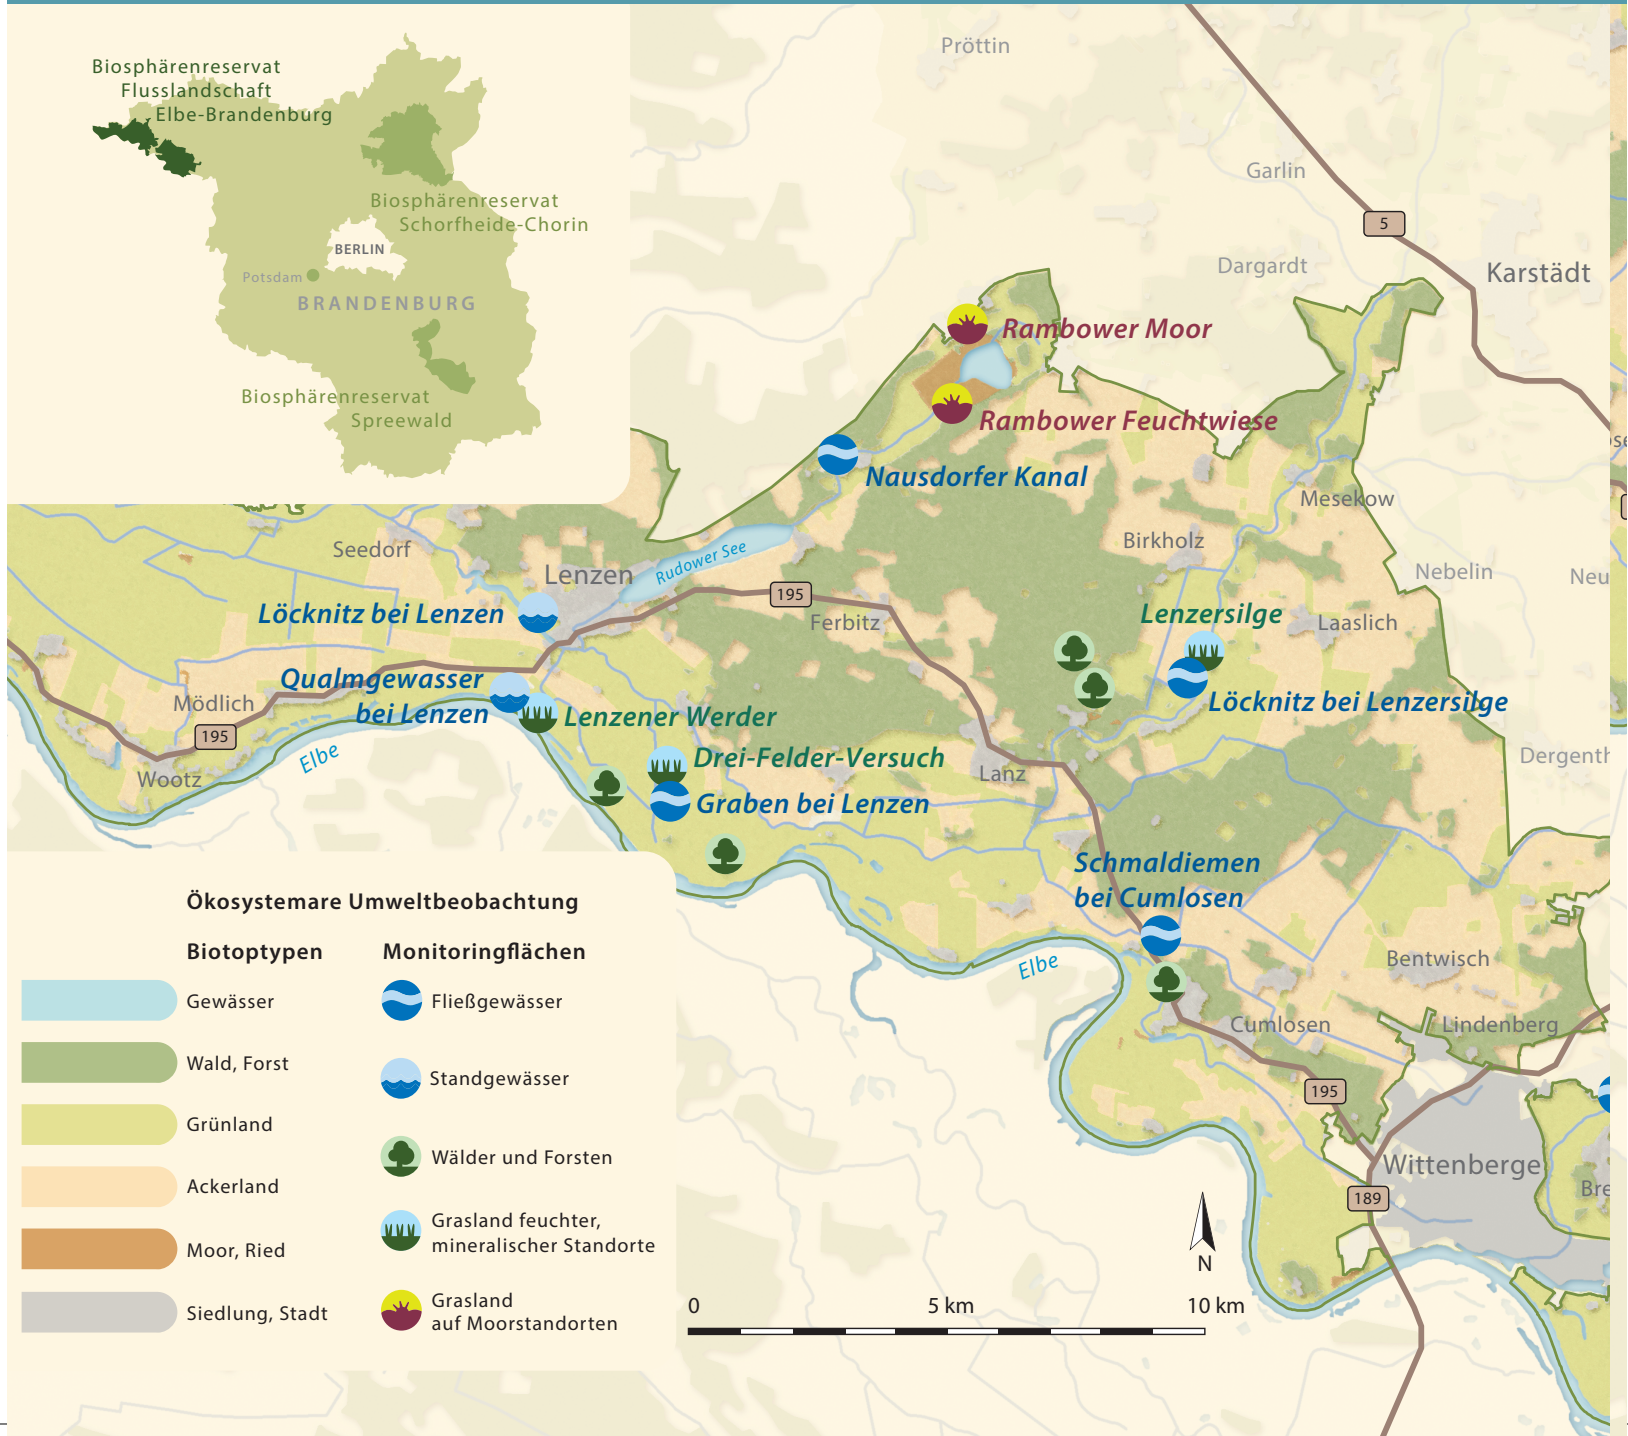 Biosphärenreservat
Flusslandschaft
Elbe-Brandenburg
Biosphärenreservat
Schorfheide-Chorin
BERLIN
Potsdam
BRANDENBURG
Biosphärenreservat
Spreewald
Pröttin
Garlin
5
Dargardt
Karstädt
Rambower Moor
Rambower Feuchtwiese
Nausdorfer Kanal
Mesekow
Birkholz
Seedorf
Lenzen
Rudower See
Nebelin
Neu
195
Löcknitz bei Lenzen
Ferbitz
Lenzersilge
Laaslich
Qualmgewasser
bei Lenzen
Mödlich
Löcknitz bei Lenzersilge
Lenzener Werder
195
Elbe
Drei-Felder-Versuch
Dergenth
Wootz
Lanz
Graben bei Lenzen
Schmaldiemen
bei Cumlosen
Elbe
Bentwisch
Cumlosen
Lindenberg
195
Wittenberge
189
Bre
Ökosystemare Umweltbeobachtung
Biotoptypen
Gewässer
Wald, Forst
Grünland
Ackerland
Moor, Ried
Siedlung, Stadt
Monitoringflächen
Fließgewässer
Standgewässer
Wälder und Forsten
Grasland feuchter,
mineralischer Standorte
Grasland
auf Moorstandorten
N
0 5 km 10 km